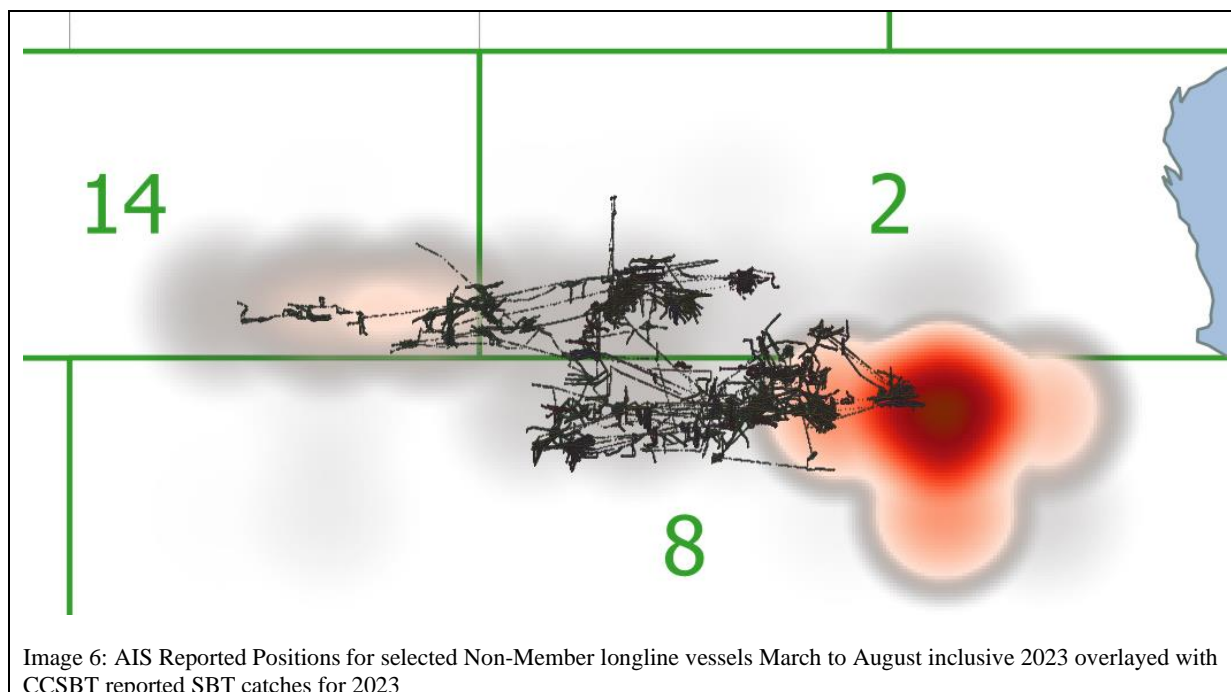 14
2
8
Image 6: AIS Reported Positions for selected Non-Member longline vessels March to August inclusive 2023 overlayed with
CCSBT reported SBT catches for 2023